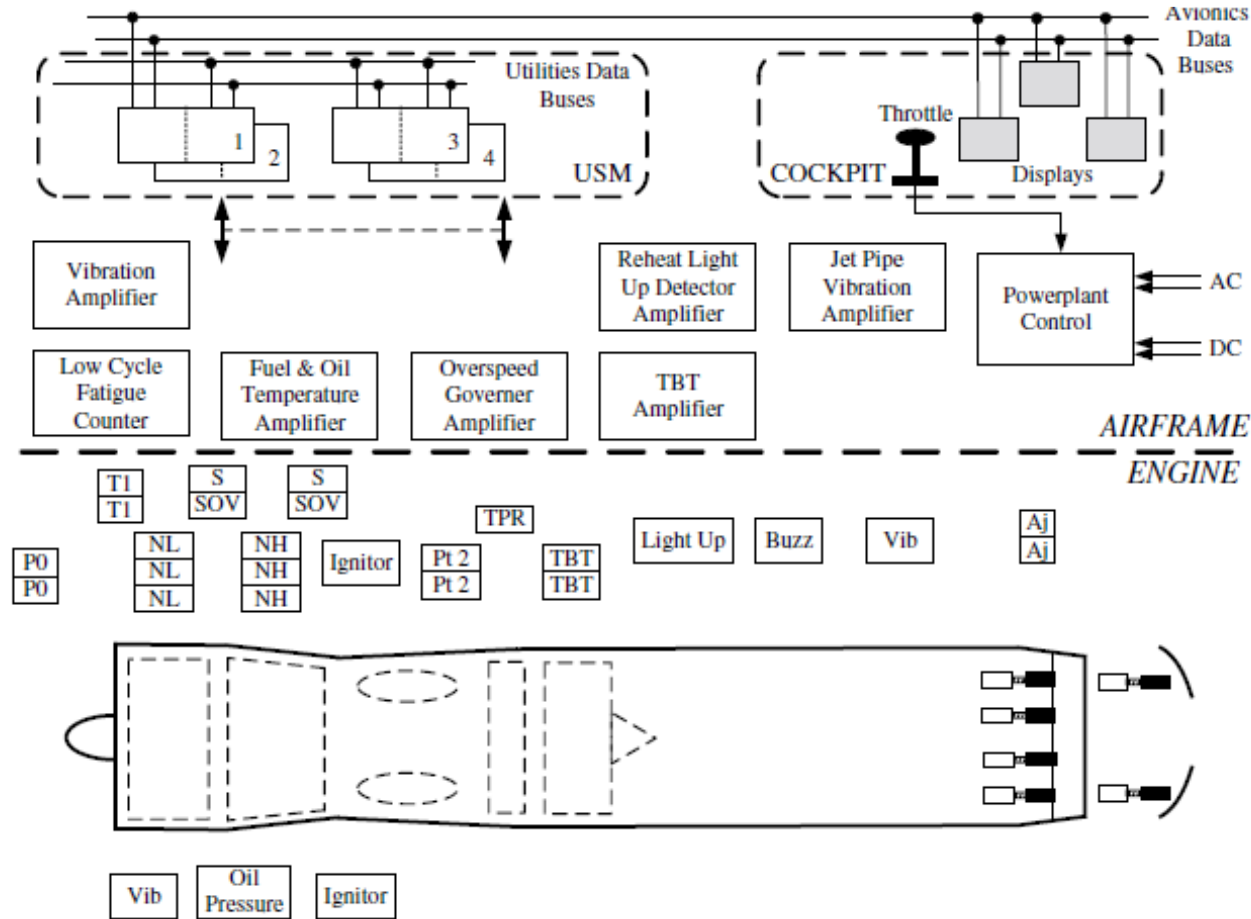 Avionics
Data
Buses
Utilities Data
Buses
1
2
3
4
USM
Throttle
COCKPIT
Displays
Vibration
Amplifier
Reheat Light
Up Detector
Amplifier
Jet Pipe
Vibration
Amplifier
Powerplant
Control
AC
DC
Low Cycle
Fatigue
Counter
Fuel & Oil
Temperature
Amplifier
Overspeed
Governer
Amplifier
TBT
Amplifier
AIRFRAME
ENGINE
T1
T1
S
SOV
S
SOV
TPR
P0
P0
NL
NL
NL
NH
NH
NH
Ignitor
Pt 2
Pt 2
TBT
TBT
Light Up
Buzz
Vib
Aj
Aj
Vib
Oil
Pressure
Ignitor